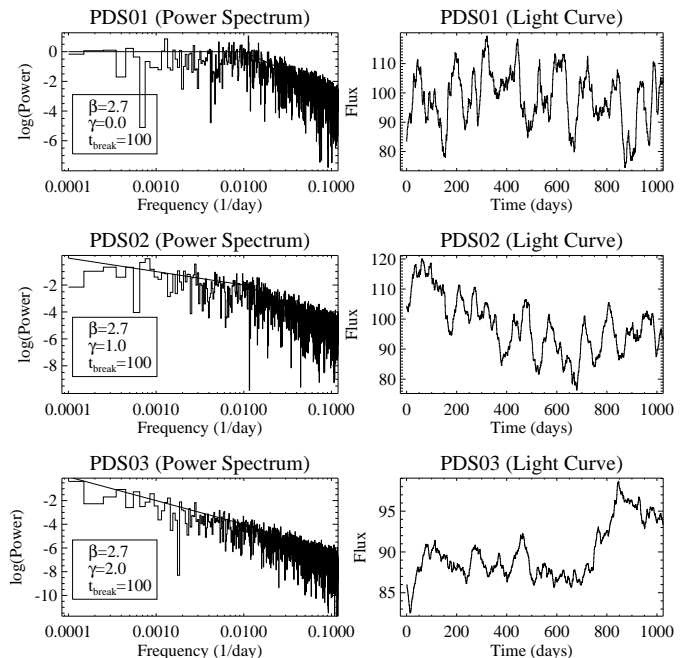 PDS01 (Power Spectrum)
log(Power)
0
-2
-4
-6
β=2.7
γ=0.0
t_break=100
0.0001 0.0010 0.0100 0.1000
Frequency (1/day)
PDS01 (Light Curve)
Flux
110
100
90
80
0 200 400 600 800 1000
Time (days)
PDS02 (Power Spectrum)
log(Power)
-2
-4
-6
-8
β=2.7
γ=1.0
t_break=100
0.0001 0.0010 0.0100 0.1000
Frequency (1/day)
PDS02 (Light Curve)
Flux
120
110
100
90
80
0 200 400 600 800 1000
Time (days)
PDS03 (Power Spectrum)
log(Power)
-2
-4
-6
-8
-10
β=2.7
γ=2.0
t_break=100
0.0001 0.0010 0.0100 0.1000
Frequency (1/day)
PDS03 (Light Curve)
Flux
95
90
85
0 200 400 600 800 1000
Time (days)